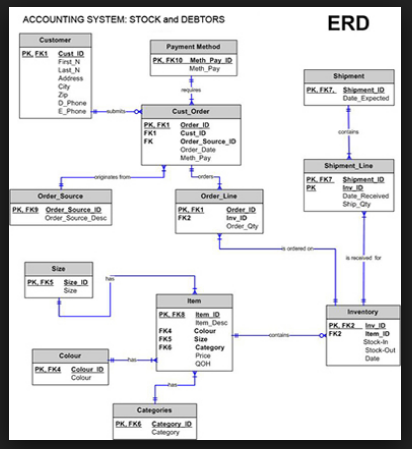 ACCOUNTING SYSTEM: STOCK and DEBTORS
ERD
Customer
PK, FK1 Cust_ID
First_N
Last_N
Address
City
Zip
D_Phone
E_Phone
Payment Method
PK, FK10 Meth_Pay_ID
Meth_Pay
requires
submits
Cust_Order
PK, FK1 Order_ID
FK1 Cust_ID
FK Order_Source_ID
Order_Date
Meth_Pay
Shipment
PK, FK7, Shipment_ID
Date_Expected
contains
Shipment_Line
PK, FK7 Shipment_ID
PK Inv_ID
Date_Received
Ship_Qty
originates from
orders
Order_Source
PK, FK9 Order_Source_ID
Order_Source_Desc
Order_Line
PK, FK1 Order_ID
FK2 Inv_ID
Order_Qty
is ordered on
is received for
Size
PK, FK5 Size_ID
Size
has
Item
PK, FK8 Item_ID
Item_Desc
FK4 Colour
FK5 Size
FK6 Category
Price
QOH
contains
Inventory
PK, FK2 Inv_ID
FK2 Item_ID
Stock-In
Stock-Out
Date
Colour
PK, FK4 Colour_ID
Colour
has
has
Categories
PK, FK6 Category_ID
Category